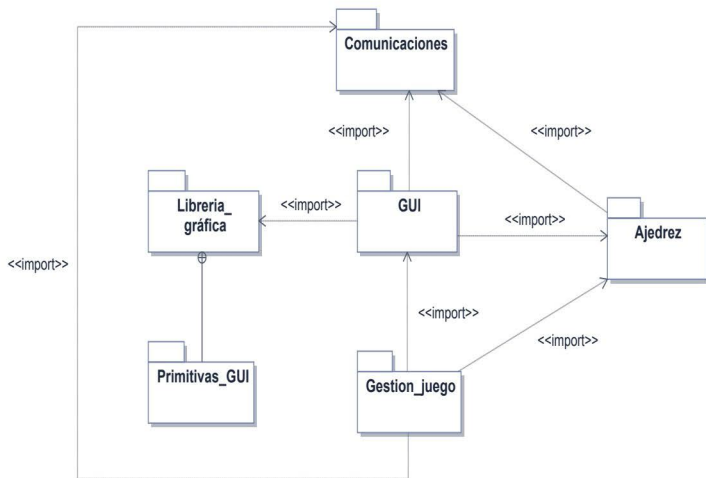 Comunicaciones
<<import>>
<<import>>
Libreria_
gráfica
<<import>>
GUI
<<import>>
Ajedrez
<<import>>
<<import>>
<<import>>
Primitivas_GUI
Gestion_juego